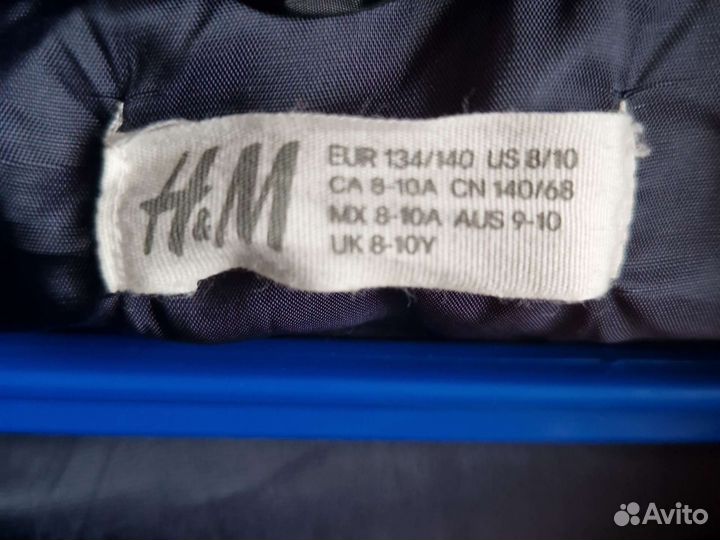 H&M
EUR 134/140 US 8/10
CA 8-10A CN 140/68
MX 8-10A AUS 9-10
UK 8-10Y
Avito